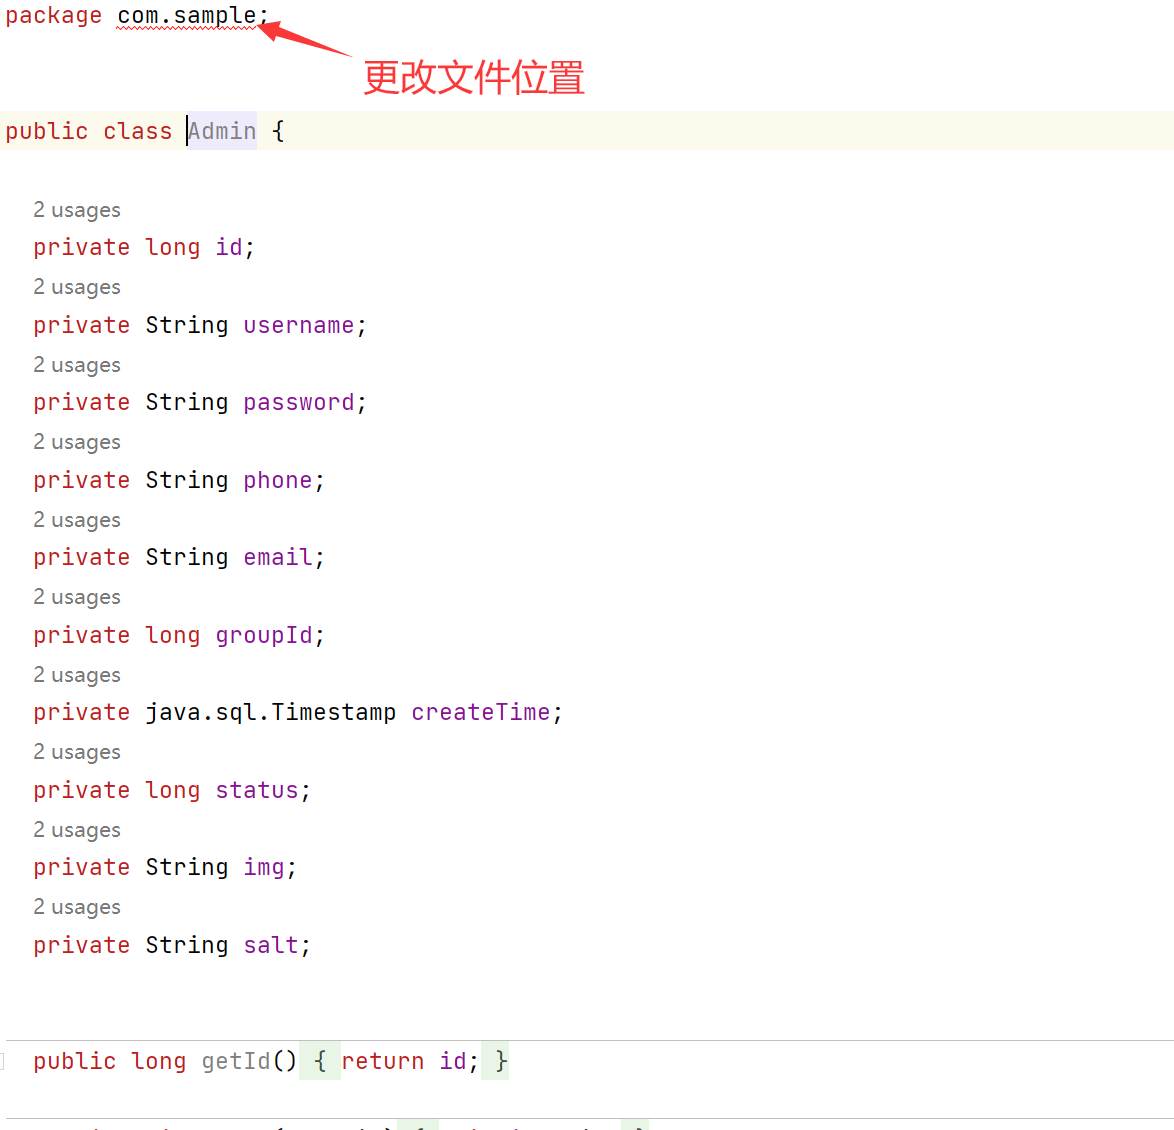 package com.sample;
更改文件位置
public class Admin {
2 usages
private long id;
2 usages
private String username;
2 usages
private String password;
2 usages
private String phone;
2 usages
private String email;
2 usages
private long groupId;
2 usages
private java.sql.Timestamp createTime;
2 usages
private long status;
2 usages
private String img;
2 usages
private String salt;
public long getId() { return id; }